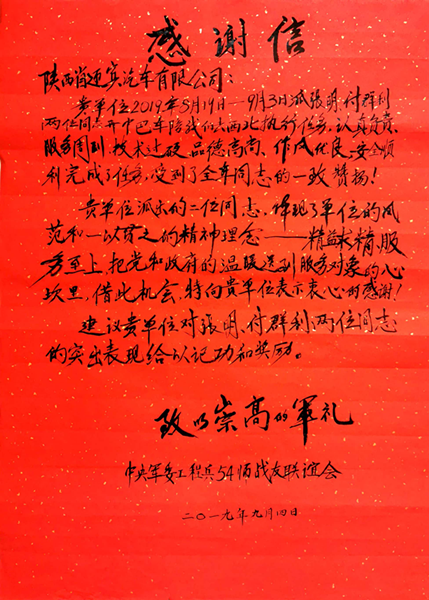 感谢信
陕西省迎宾汽车有限公司:
贵单位2019年5月19日—9月3日派张明、付群利
两位同志开中巴车陪我们去西北执行任务,认真负责、
服务周到、技术过硬、品德高尚、作风优良、安全顺
利完成了任务,受到了全车同志的一致赞扬!
贵单位派出的二位同志,体现了单位的风
范和一以贯之的精神理念——精益求精、服
务至上,把党和政府的温暖送到服务对象的心
坎里,借此机会,特向贵单位表示衷心的感谢!
建议贵单位对张明、付群利两位同志
的突出表现给以记功和奖励。
致以崇高的军礼
中央军委工程兵54师战友联谊会
二〇一九年九月四日